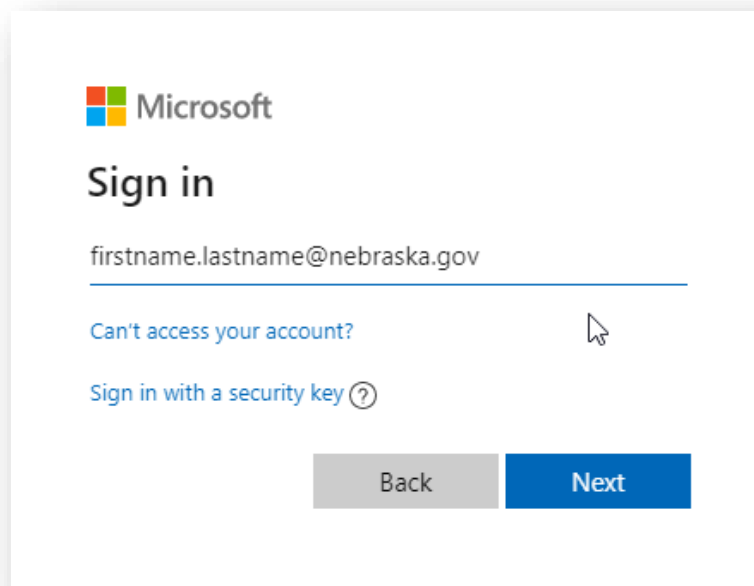 Microsoft
Sign in
firstname.lastname@nebraska.gov
Can't access your account?
Sign in with a security key ?
Back Next